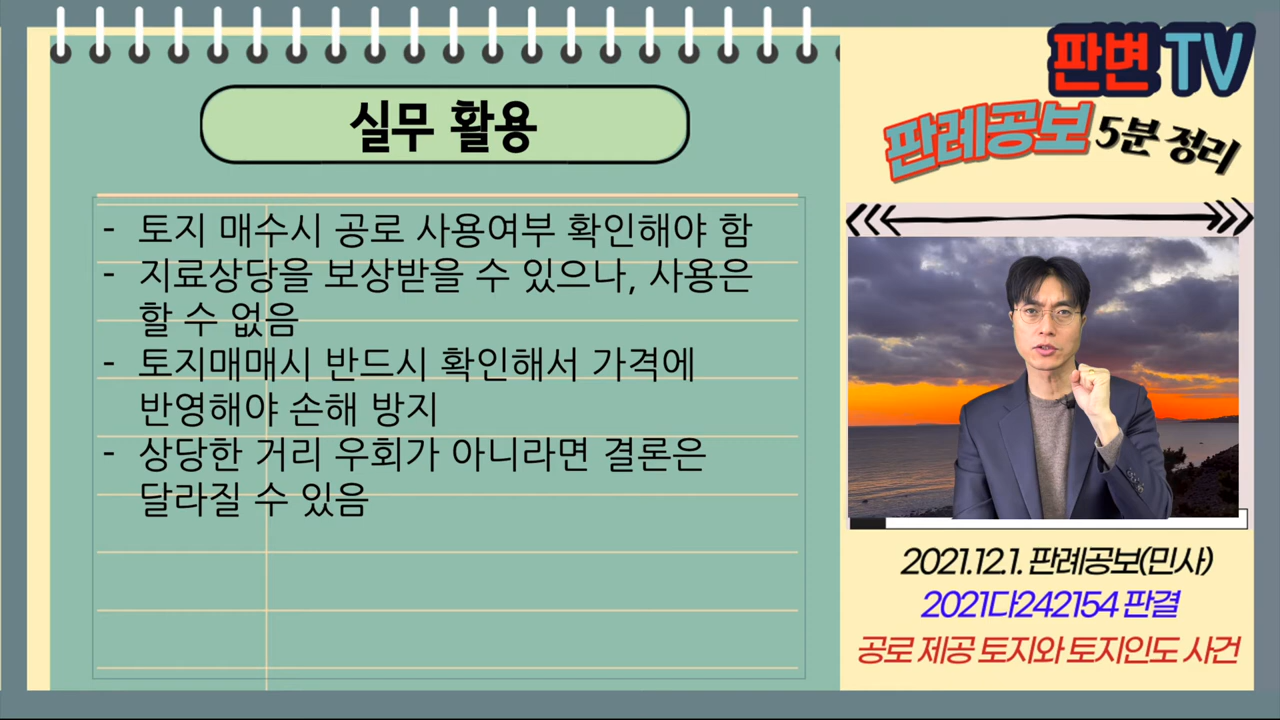 실무 활용
- 토지 매수시 공로 사용여부 확인해야 함
- 지료상당을 보상받을 수 있으나, 사용은
할 수 없음
- 토지매매시 반드시 확인해서 가격에
반영해야 손해 방지
- 상당한 거리 우회가 아니라면 결론은
달라질 수 있음
판변 TV
판례공보 5분 정리
2021.12.1. 판례공보(민사)
2021다242154 판결
공로 제공 토지와 토지인도 사건